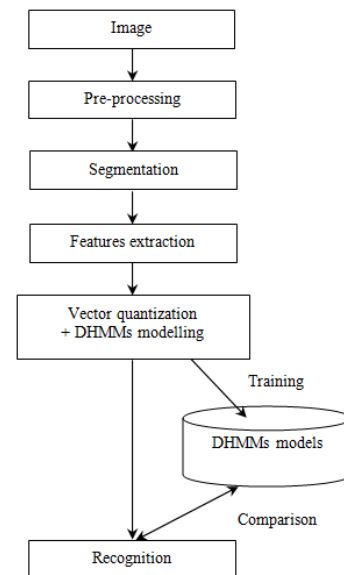 Image
Pre-processing
Segmentation
Features extraction
Vector quantization
+ DHMMs modelling
Training
DHMMs models
Comparison
Recognition